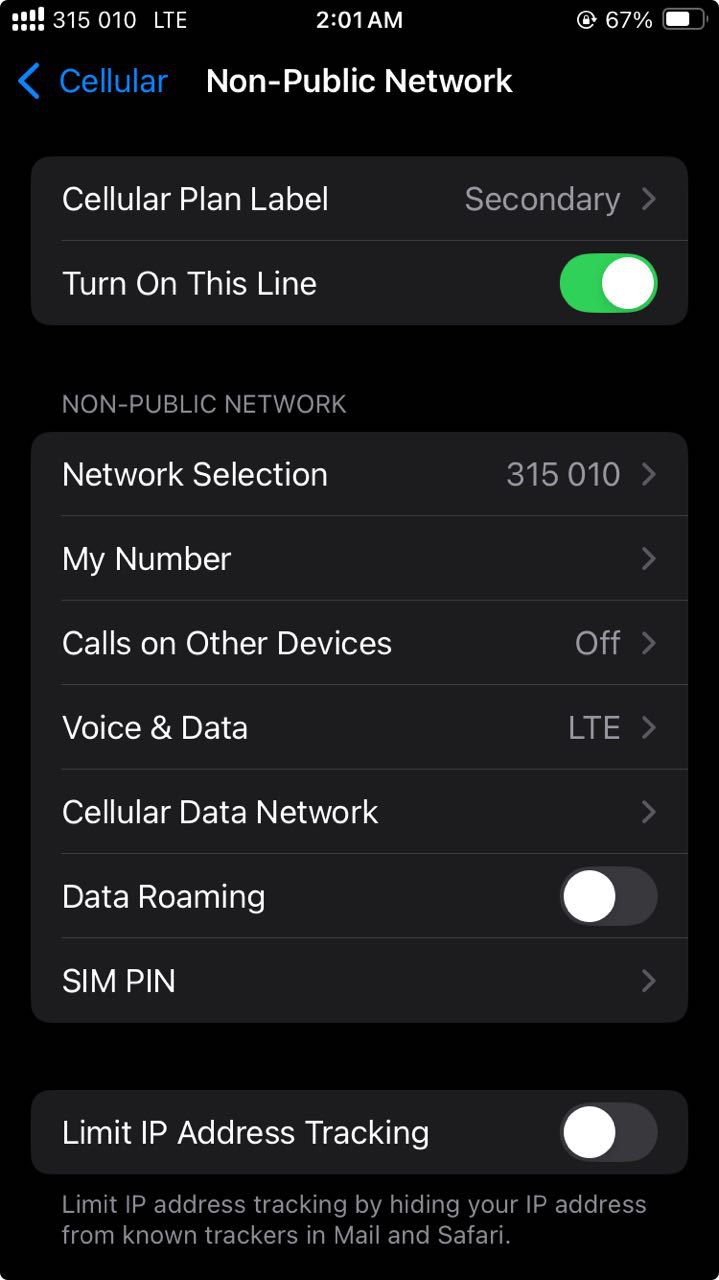 315 010 LTE 2:01 AM 67%
Cellular Non-Public Network
Cellular Plan Label Secondary
Turn On This Line
NON-PUBLIC NETWORK
Network Selection 315 010
My Number
Calls on Other Devices Off
Voice & Data LTE
Cellular Data Network
Data Roaming
SIM PIN
Limit IP Address Tracking
Limit IP address tracking by hiding your IP address
from known trackers in Mail and Safari.